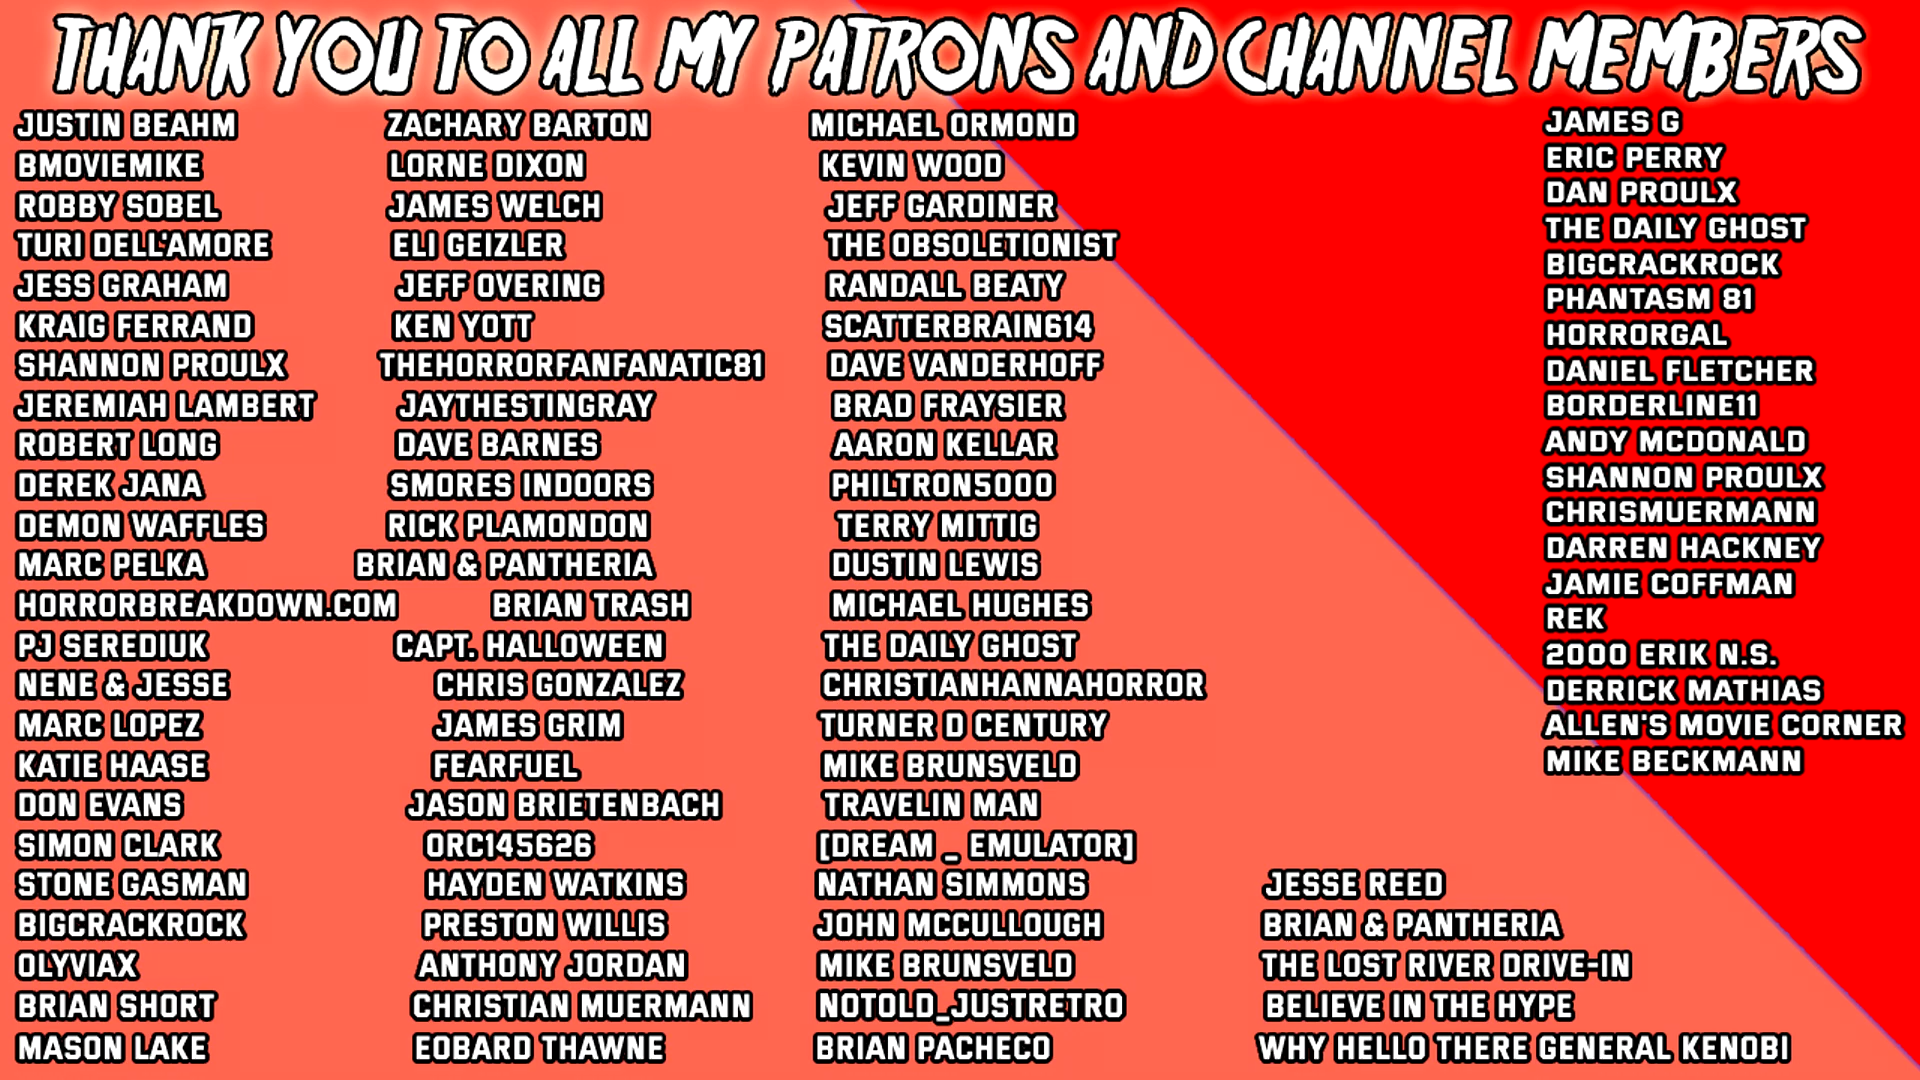 THANK YOU TO ALL MY PATRONS AND CHANNEL MEMBERS
JUSTIN BEAHM
BMOVIEMIKE
ROBBY SOBEL
TURI DELL'AMORE
JESS GRAHAM
KRAIG FERRAND
SHANNON PROULX
JEREMIAH LAMBERT
ROBERT LONG
DEREK JANA
DEMON WAFFLES
MARC PELKA
HORRORBREAKDOWN.COM
PJ SEREDIUK
NENE & JESSE
MARC LOPEZ
KATIE HAASE
DON EVANS
SIMON CLARK
STONE GASMAN
BIGCRACKROCK
OLYVIAX
BRIAN SHORT
MASON LAKE
ZACHARY BARTON
LORNE DIXON
JAMES WELCH
ELI GEIZLER
JEFF OVERING
KEN YOTT
THEHORRORFANFANATIC81
JAYTHESTINGRAY
DAVE BARNES
SMORES INDOORS
RICK PLAMONDON
BRIAN & PANTHERIA
BRIAN TRASH
CAPT. HALLOWEEN
CHRIS GONZALEZ
JAMES GRIM
FEARFUEL
JASON BRIETENBACH
ORC145626
HAYDEN WATKINS
PRESTON WILLIS
ANTHONY JORDAN
CHRISTIAN MUERMANN
EOBARD THAWNE
MICHAEL ORMOND
KEVIN WOOD
JEFF GARDINER
THE OBSOLETIONIST
RANDALL BEATY
SCATTERBRAIN614
DAVE VANDERHOFF
BRAD FRAYSIER
AARON KELLAR
PHILTRON5000
TERRY MITTIG
DUSTIN LEWIS
MICHAEL HUGHES
THE DAILY GHOST
CHRISTIANHANNAHORROR
TURNER D CENTURY
MIKE BRUNSVELD
TRAVELIN MAN
[DREAM _ EMULATOR]
NATHAN SIMMONS
JOHN MCCULLOUGH
MIKE BRUNSVELD
NOTOLD_JUSTRETRO
BRIAN PACHECO
JESSE REED
BRIAN & PANTHERIA
THE LOST RIVER DRIVE-IN
BELIEVE IN THE HYPE
WHY HELLO THERE GENERAL KENOBI
JAMES G
ERIC PERRY
DAN PROULX
THE DAILY GHOST
BIGCRACKROCK
PHANTASM 81
HORRORGAL
DANIEL FLETCHER
BORDERLINE11
ANDY MCDONALD
SHANNON PROULX
CHRISMUERMANN
DARREN HACKNEY
JAMIE COFFMAN
REK
2000 ERIK N.S.
DERRICK MATHIAS
ALLEN'S MOVIE CORNER
MIKE BECKMANN